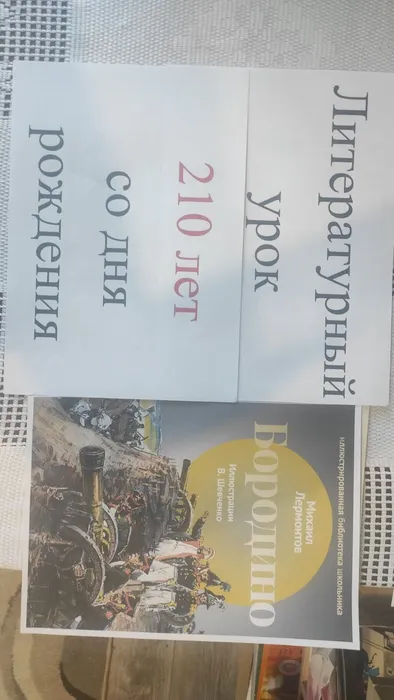 Литературный
урок
210 лет
со дня
рождения
иллюстрированная библиотека школьника
Михаил
Лермонтов
Бородино
Иллюстрации
В. Шевченко